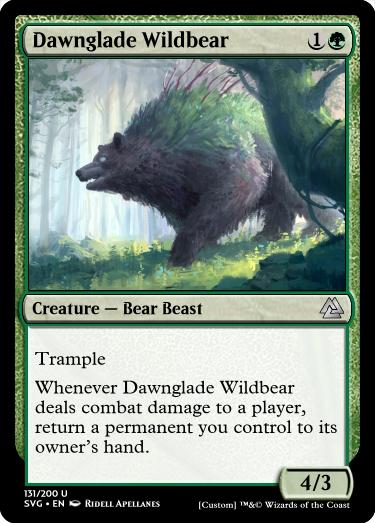 Dawnglade Wildbear 1
Creature — Bear Beast
Trample
Whenever Dawnglade Wildbear
deals combat damage to a player,
return a permanent you control to its
owner's hand.
4/3
131/200 U
SVG • EN Ridell Apellanes
[Custom] ™&© Wizards of the Coast